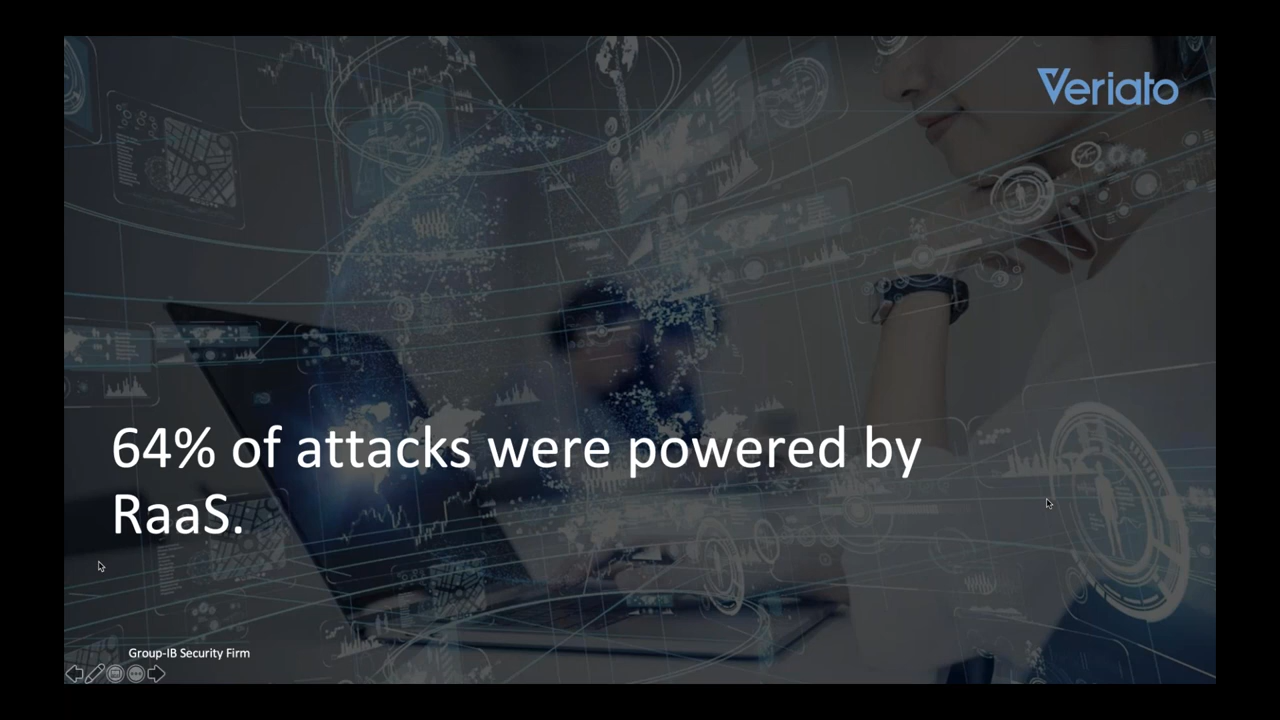 Veriato
64% of attacks were powered by
RaaS.
Group-IB Security Firm